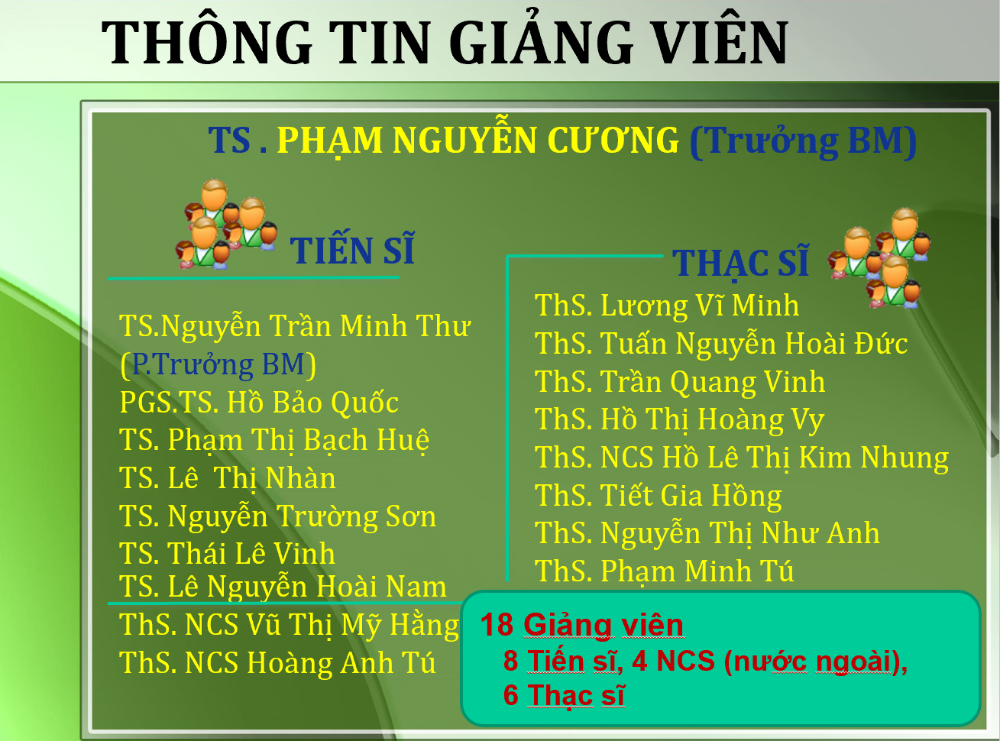 THÔNG TIN GIẢNG VIÊN
TS . PHẠM NGUYỄN CƯƠNG (Trưởng BM)
TIẾN SĨ
TS.Nguyễn Trần Minh Thư
(P.Trưởng BM)
PGS.TS. Hồ Bảo Quốc
TS. Phạm Thị Bạch Huệ
TS. Lê Thị Nhàn
TS. Nguyễn Trường Sơn
TS. Thái Lê Vinh
TS. Lê Nguyễn Hoài Nam
ThS. NCS Vũ Thị Mỹ Hằng
ThS. NCS Hoàng Anh Tú
THẠC SĨ
ThS. Lương Vĩ Minh
ThS. Tuấn Nguyễn Hoài Đức
ThS. Trần Quang Vinh
ThS. Hồ Thị Hoàng Vy
ThS. NCS Hồ Lê Thị Kim Nhung
ThS. Tiết Gia Hồng
ThS. Nguyễn Thị Như Anh
ThS. Phạm Minh Tú
18 Giảng viên
8 Tiến sĩ, 4 NCS (nước ngoài),
6 Thạc sĩ